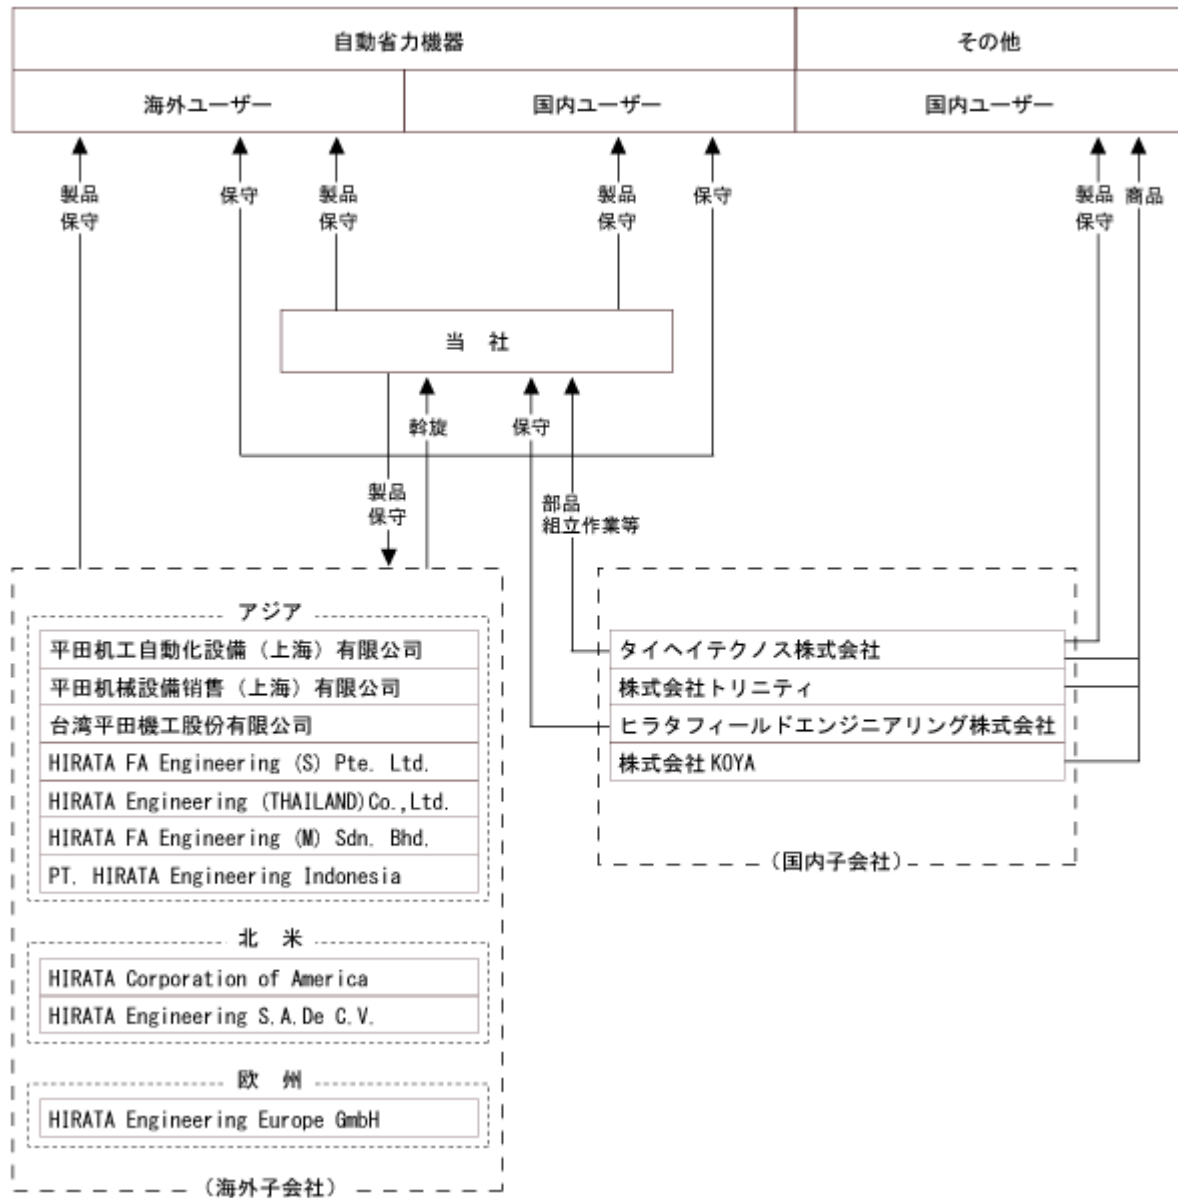 自動省力機器
その他
海外ユーザー
国内ユーザー
国内ユーザー
製品
保守
保守
製品
保守
製品
保守
保守
製品
保守
商品
当 社
斡旋
保守
製品
保守
部品
組立作業等
アジア
平田机工自動化設備（上海）有限公司
平田机械設備销售（上海）有限公司
台湾平田機工股份有限公司
HIRATA FA Engineering (S) Pte. Ltd.
HIRATA Engineering (THAILAND)Co.,Ltd.
HIRATA FA Engineering (M) Sdn. Bhd.
PT. HIRATA Engineering Indonesia
北 米
HIRATA Corporation of America
HIRATA Engineering S.A.De C.V.
欧 州
HIRATA Engineering Europe GmbH
（海外子会社）
タイヘイテクノス株式会社
株式会社トリニティ
ヒラタフィールドエンジニアリング株式会社
株式会社 KOYA
（国内子会社）